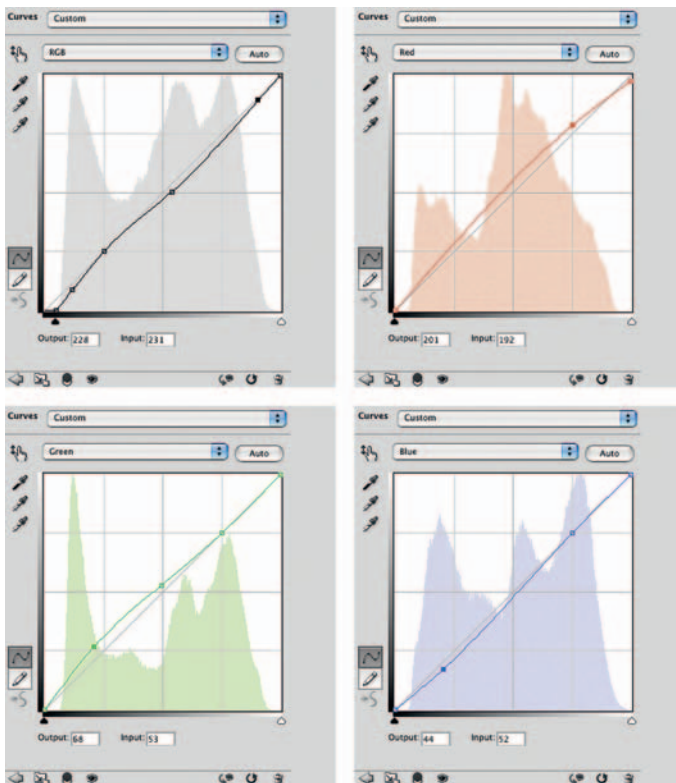 Curves Custom
RGB Auto
Output: 228 Input: 231
Curves Custom
Red Auto
Output: 201 Input: 192
Curves Custom
Green Auto
Output: 68 Input: 53
Curves Custom
Blue Auto
Output: 44 Input: 52